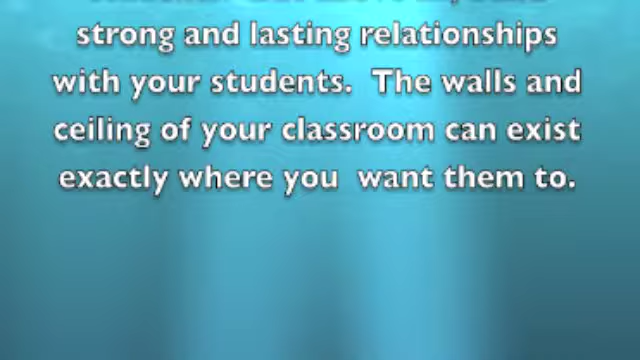 strong and lasting relationships
with your students.  The walls and
ceiling of your classroom can exist
exactly where you  want them to.